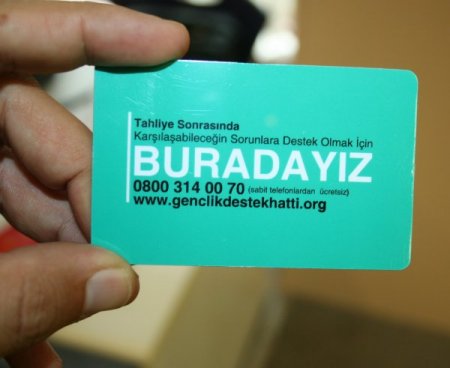 Tahliye Sonrasında
Karşılaşabileceğin Sorunlara Destek Olmak İçin
BURADAYIZ
0800 314 00 70 (sabit telefonlardan ücretsiz)
www.genclikdestekhatti.org